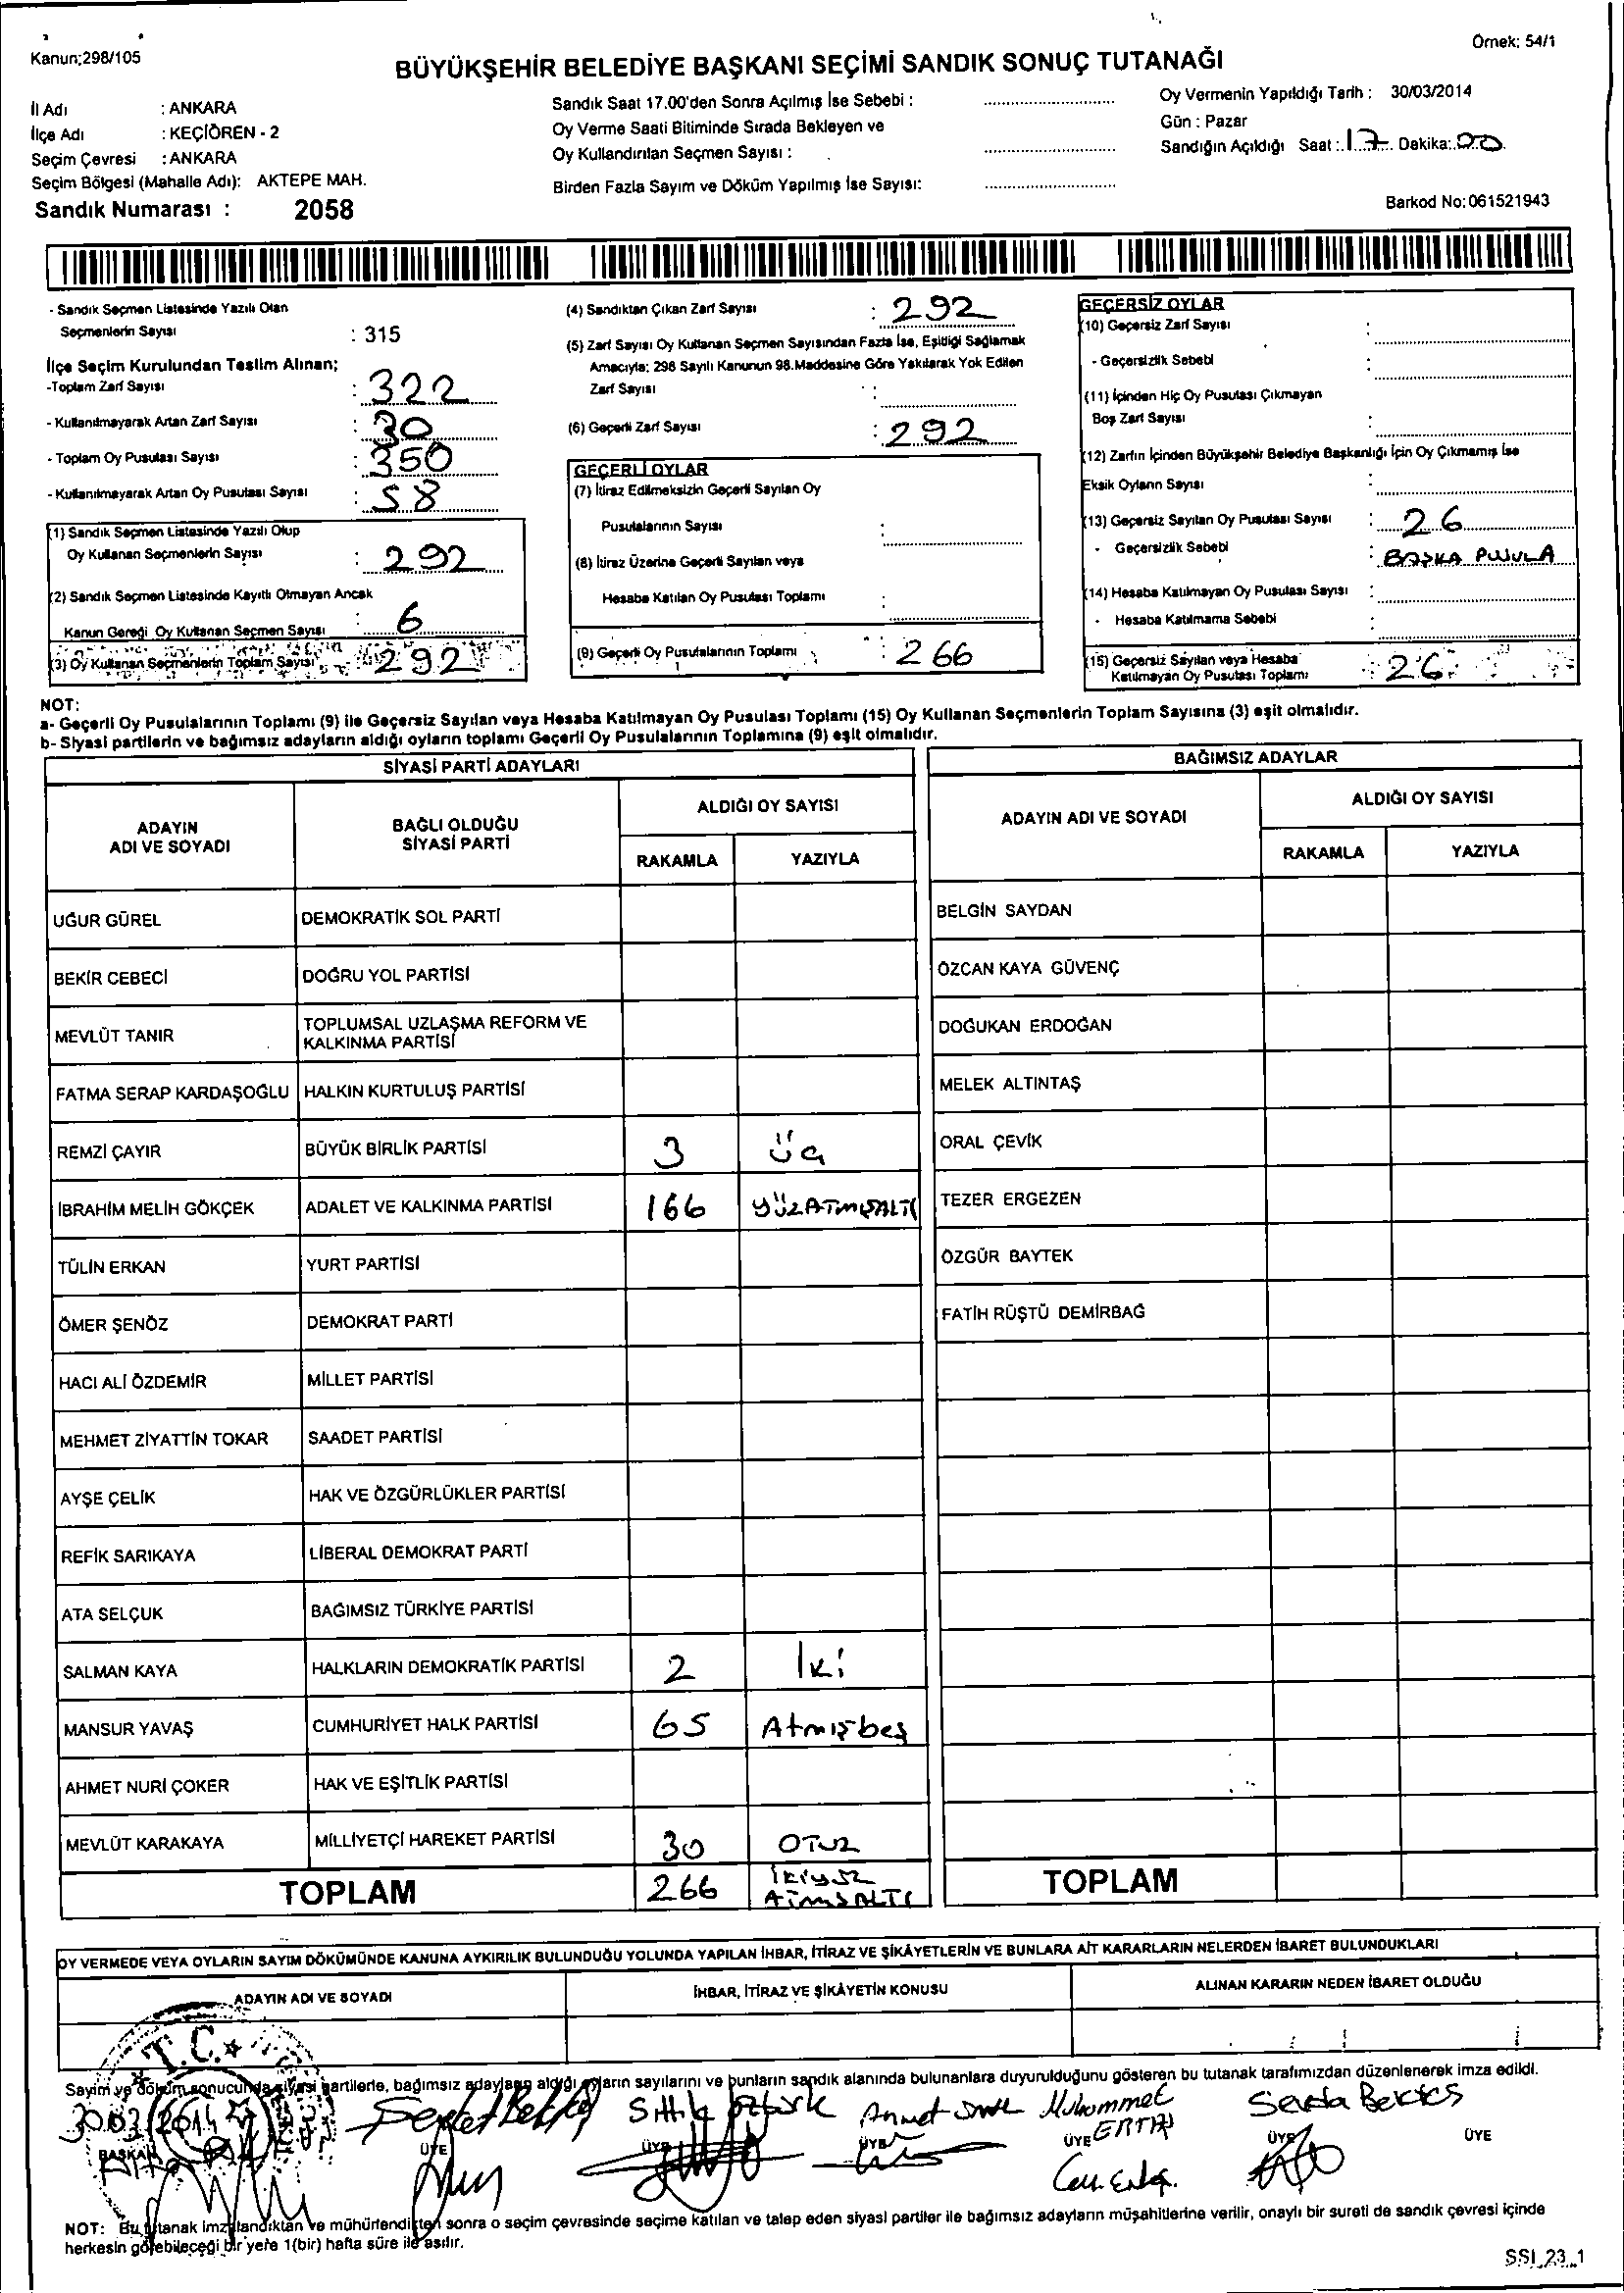 Kanun;298/105
Örnek: 54/1
BÜYÜKŞEHİR BELEDİYE BAŞKANI SEÇİMİ SANDIK SONUÇ TUTANAĞI
İl Adı : ANKARA
İlçe Adı : KEÇİÖREN - 2
Seçim Çevresi : ANKARA
Seçim Bölgesi (Mahalle Adı): AKTEPE MAH.
Sandık Numarası : 2058
Sandık Saat 17.00'den Sonra Açılmış İse Sebebi :
Oy Verme Saati Bitiminde Sırada Bekleyen ve
Oy Kullandırılan Seçmen Sayısı :
Birden Fazla Sayım ve Döküm Yapılmış İse Sayısı:
Oy Vermenin Yapıldığı Tarih : 30/03/2014
Gün : Pazar
Sandığın Açıldığı Saat : 17 Dakika: 00
Barkod No: 061521943
- Sandık Seçmen Listesinde Yazılı Olan
Seçmenlerin Sayısı : 315
İlçe Seçim Kurulundan Teslim Alınan;
-Toplam Zarf Sayısı : 322
- Kullanılmayarak Artan Zarf Sayısı : 30
- Toplam Oy Pusulası Sayısı : 350
- Kullanılmayarak Artan Oy Pusulası Sayısı : 58
(1) Sandık Seçmen Listesinde Yazılı Olup
Oy Kullanan Seçmenlerin Sayısı : 292
(2) Sandık Seçmen Listesinde Kayıtlı Olmayan Ancak
Kanun Gereği Oy Kullanan Seçmen Sayısı : 6
(3) Oy Kullanan Seçmenlerin Toplam Sayısı : 292
(4) Sandıktan Çıkan Zarf Sayısı : 292
(5) Zarf Sayısı Oy Kullanan Seçmen Sayısından Fazla İse, Eşitliği Sağlamak
Amacıyla; 298 Sayılı Kanunun 98.Maddesine Göre Yakılarak Yok Edilen
Zarf Sayısı :
(6) Geçerli Zarf Sayısı : 292
GEÇERLİ OYLAR
(7) İtiraz Edilmeksizin Geçerli Sayılan Oy
Pusulalarının Sayısı :
(8) İtiraz Üzerine Geçerli Sayılan veya
Hesaba Katılan Oy Pusulası Toplamı :
(9) Geçerli Oy Pusulalarının Toplamı : 266
GEÇERSİZ OYLAR
(10) Geçersiz Zarf Sayısı :
- Geçersizlik Sebebi :
(11) İçinden Hiç Oy Pusulası Çıkmayan
Boş Zarf Sayısı :
(12) Zarfın İçinden Büyükşehir Belediye Başkanlığı İçin Oy Çıkmamış İse
Eksik Oyların Sayısı :
(13) Geçersiz Sayılan Oy Pusulası Sayısı : 26
- Geçersizlik Sebebi : BAŞKA PUSULA
(14) Hesaba Katılmayan Oy Pusulası Sayısı :
- Hesaba Katılmama Sebebi :
(15) Geçersiz Sayılan veya Hesaba
Katılmayan Oy Pusulası Toplamı : 26
NOT:
a- Geçerli Oy Pusulalarının Toplamı (9) ile Geçersiz Sayılan veya Hesaba Katılmayan Oy Pusulası Toplamı (15) Oy Kullanan Seçmenlerin Toplam Sayısına (3) eşit olmalıdır.
b- Siyasi partilerin ve bağımsız adayların aldığı oyların toplamı Geçerli Oy Pusulalarının Toplamına (9) eşit olmalıdır.
SİYASİ PARTİ ADAYLARI
ADAYIN ADI VE SOYADI
BAĞLI OLDUĞU SİYASİ PARTİ
ALDIĞI OY SAYISI
RAKAMLA YAZIYLA
UĞUR GÜREL DEMOKRATİK SOL PARTİ
BEKİR CEBECİ DOĞRU YOL PARTİSİ
MEVLÜT TANIR TOPLUMSAL UZLAŞMA REFORM VE KALKINMA PARTİSİ
FATMA SERAP KARDAŞOĞLU HALKIN KURTULUŞ PARTİSİ
REMZİ ÇAYIR BÜYÜK BİRLİK PARTİSİ 3 Üç
İBRAHİM MELİH GÖKÇEK ADALET VE KALKINMA PARTİSİ 166 YÜZATMIŞALTI
TÜLİN ERKAN YURT PARTİSİ
ÖMER ŞENÖZ DEMOKRAT PARTİ
HACI ALİ ÖZDEMİR MİLLET PARTİSİ
MEHMET ZİYATTİN TOKAR SAADET PARTİSİ
AYŞE ÇELİK HAK VE ÖZGÜRLÜKLER PARTİSİ
REFİK SARIKAYA LİBERAL DEMOKRAT PARTİ
ATA SELÇUK BAĞIMSIZ TÜRKİYE PARTİSİ
SALMAN KAYA HALKLARIN DEMOKRATİK PARTİSİ 2 İki
MANSUR YAVAŞ CUMHURİYET HALK PARTİSİ 65 Atmışbeş
AHMET NURİ ÇOKER HAK VE EŞİTLİK PARTİSİ
MEVLÜT KARAKAYA MİLLİYETÇİ HAREKET PARTİSİ 30 OTUZ
TOPLAM 266 İKİYÜZ ATMIŞALTI
BAĞIMSIZ ADAYLAR
ADAYIN ADI VE SOYADI
ALDIĞI OY SAYISI
RAKAMLA YAZIYLA
BELGİN SAYDAN
ÖZCAN KAYA GÜVENÇ
DOĞUKAN ERDOĞAN
MELEK ALTINTAŞ
ORAL ÇEVİK
TEZER ERGEZEN
ÖZGÜR BAYTEK
FATİH RÜŞTÜ DEMİRBAĞ
TOPLAM
OY VERMEDE VEYA OYLARIN SAYIM DÖKÜMÜNDE KANUNA AYKIRILIK BULUNDUĞU YOLUNDA YAPILAN İHBAR, İTİRAZ VE ŞİKÂYETLERİN VE BUNLARA AİT KARARLARIN NELERDEN İBARET BULUNDUKLARI
ADAYIN ADI VE SOYADI
İHBAR, İTİRAZ VE ŞİKÂYETİN KONUSU
ALINAN KARARIN NEDEN İBARET OLDUĞU
T.C.
Sayım ve döküm sonucunda siyasi partilerle, bağımsız adayların aldığı oyların sayılarını ve bunların sandık alanında bulunanlara duyurulduğunu gösteren bu tutanak tarafımızdan düzenlenerek imza edildi.
30.03.2014
Sıttık Öztürk Muhammet
BAŞKAN ÜYE ÜYE ÜYE ÜYE ÜYE ÜYE
NOT: Bu tutanak imzalandıktan ve mühürlendikten sonra o seçim çevresinde seçime katılan ve talep eden siyasi partiler ile bağımsız adayların müşahitlerine verilir, onaylı bir sureti de sandık çevresi içinde
herkesin görebileceği bir yere 1(bir) hafta süre ile asılır.
SSI_23_1